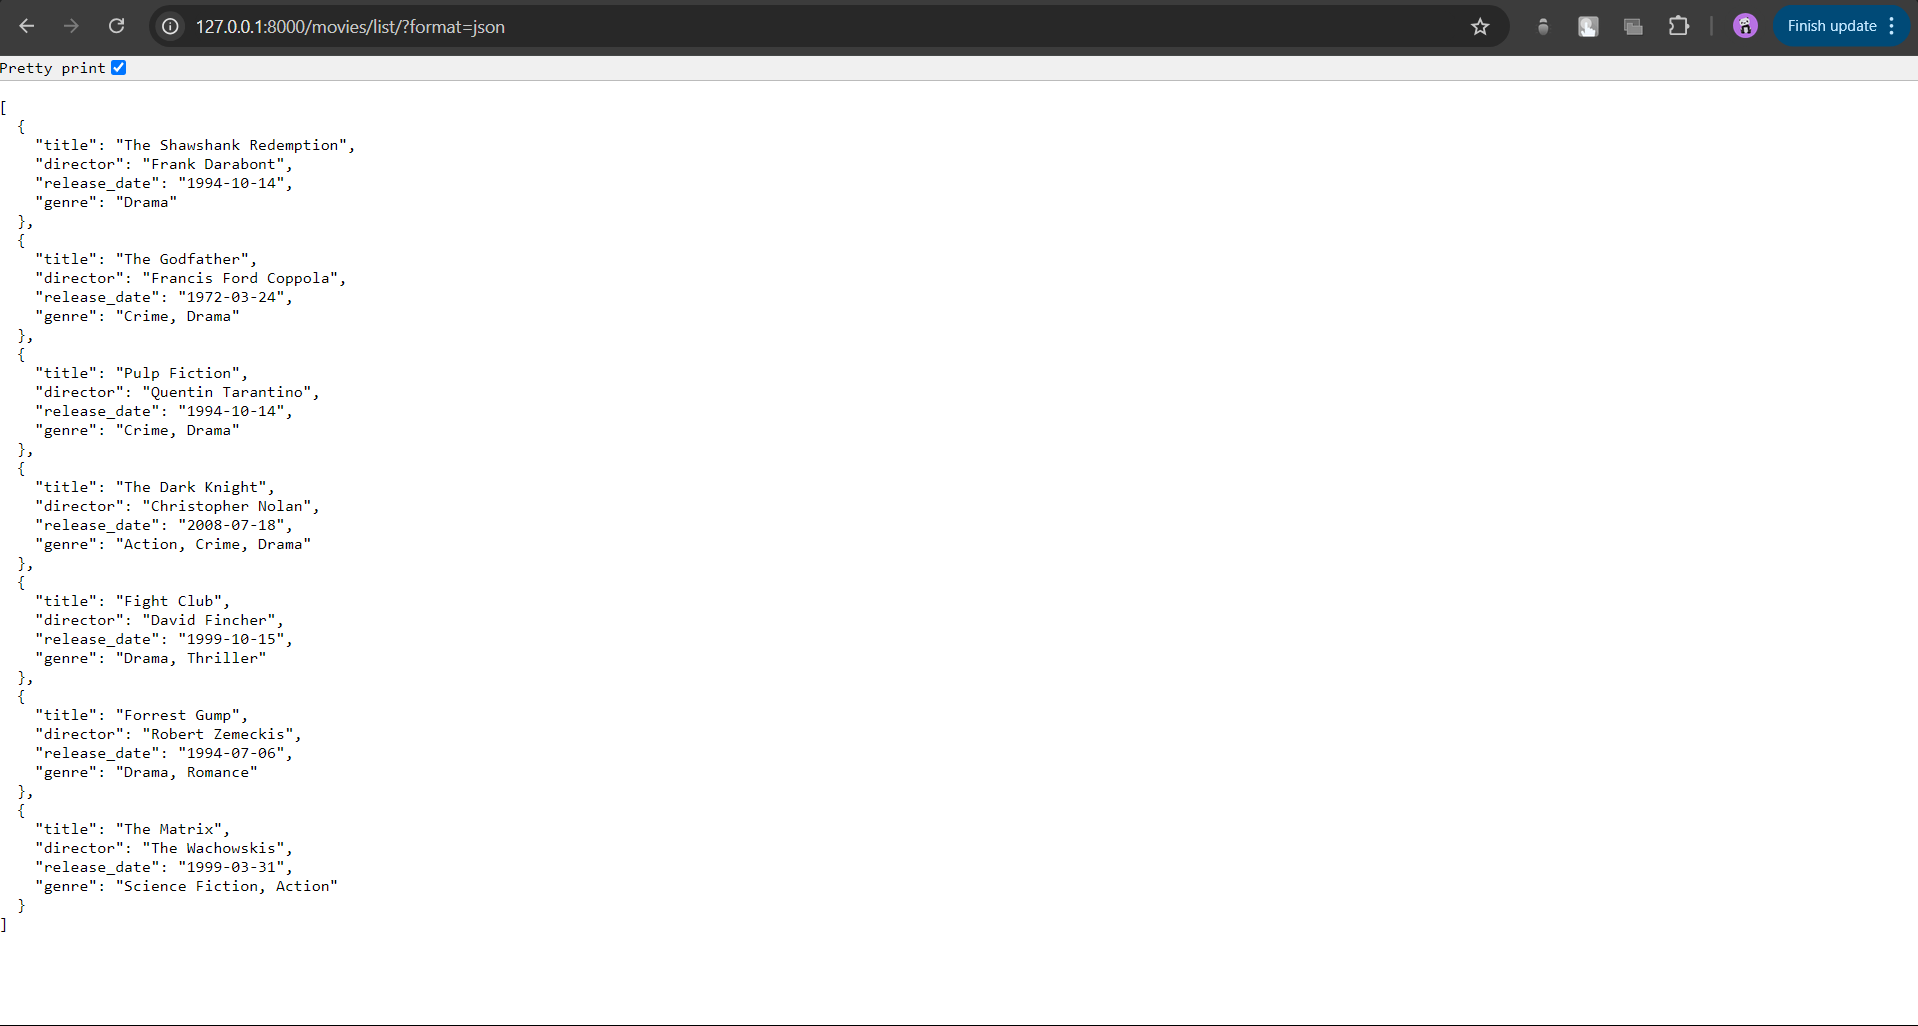 127.0.0.1:8000/movies/list/?format=json
Finish update
Pretty print
[
  {
    "title": "The Shawshank Redemption",
    "director": "Frank Darabont",
    "release_date": "1994-10-14",
    "genre": "Drama"
  },
  {
    "title": "The Godfather",
    "director": "Francis Ford Coppola",
    "release_date": "1972-03-24",
    "genre": "Crime, Drama"
  },
  {
    "title": "Pulp Fiction",
    "director": "Quentin Tarantino",
    "release_date": "1994-10-14",
    "genre": "Crime, Drama"
  },
  {
    "title": "The Dark Knight",
    "director": "Christopher Nolan",
    "release_date": "2008-07-18",
    "genre": "Action, Crime, Drama"
  },
  {
    "title": "Fight Club",
    "director": "David Fincher",
    "release_date": "1999-10-15",
    "genre": "Drama, Thriller"
  },
  {
    "title": "Forrest Gump",
    "director": "Robert Zemeckis",
    "release_date": "1994-07-06",
    "genre": "Drama, Romance"
  },
  {
    "title": "The Matrix",
    "director": "The Wachowskis",
    "release_date": "1999-03-31",
    "genre": "Science Fiction, Action"
  }
]